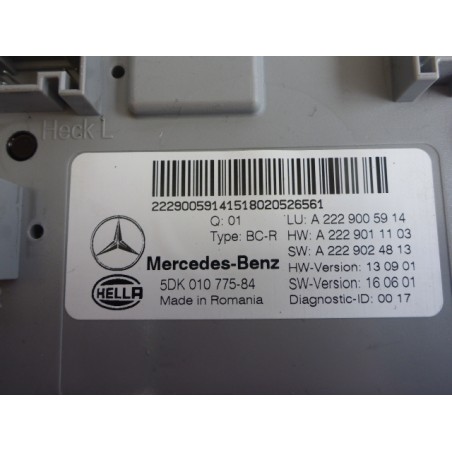 Heck L
2229005914151802052656​1
Q: 01
LU: A 222 900 59 14
Type: BC-R
HW: A 222 901 11 03
SW: A 222 902 48 13
Mercedes-Benz
HW-Version: 13 09 01
HELLA
5DK 010 775-84
SW-Version: 16 06 01
Made in Romania
Diagnostic-ID: 00 17